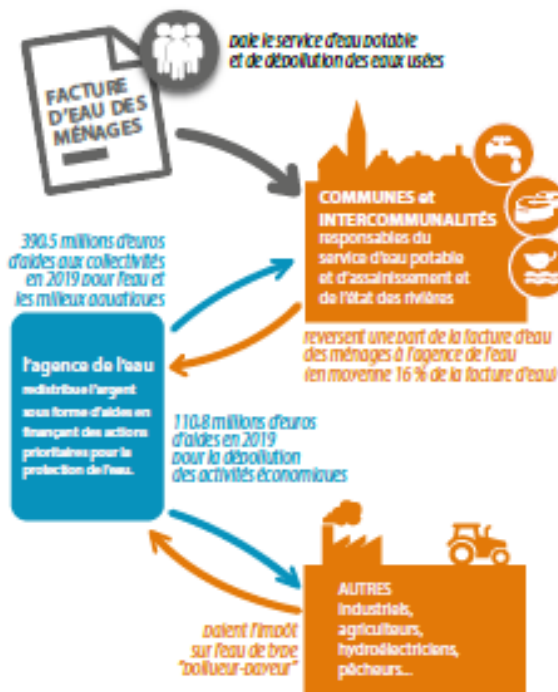 FACTURE
D'EAU DES
MÉNAGES
paie le service d'eau potable
et de dépollution des eaux usées
COMMUNES et
INTERCOMMUNALITÉS
responsables du
service d'eau potable
et d'assainissement et
de l'état des rivières
390.5 millions d'euros
d'aides aux collectivités
en 2019 pour l'eau et
les milieux aquatiques
reversent une part de la facture d'eau
des ménages à l'agence de l'eau
(en moyenne 16 % de la facture d'eau)
l'agence de l'eau
redistribue l'argent
sous forme d'aides en
finançant des actions
prioritaires pour la
protection de l'eau.
110.8 millions d'euros
d'aides en 2019
pour la dépollution
des activités économiques
AUTRES
industriels,
agriculteurs,
hydroélectriciens,
pêcheurs...
paient l'impôt
sur l'eau de type
"pollueur-payeur"